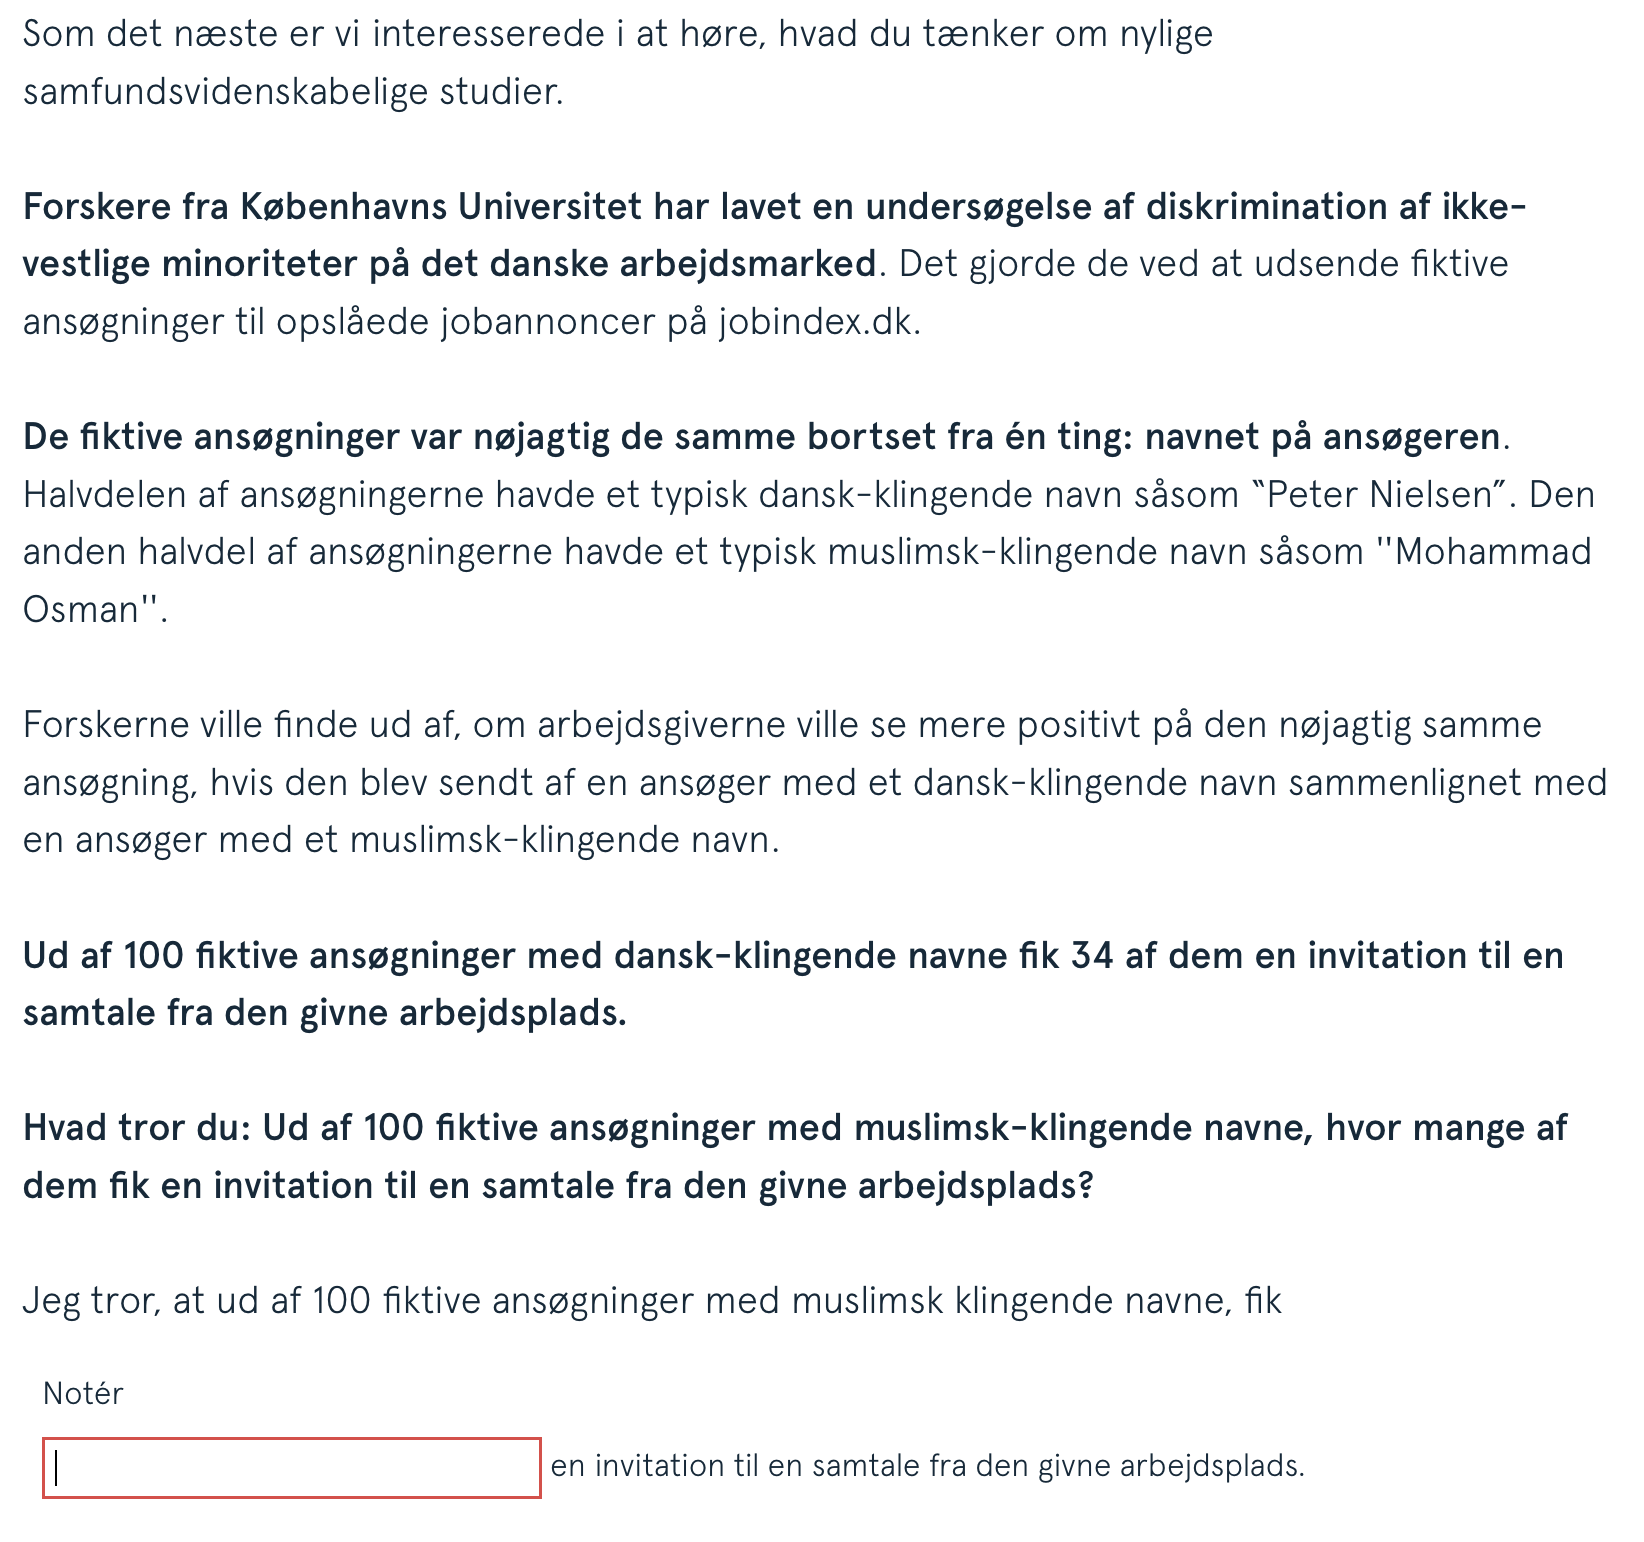 Som det næste er vi interesserede i at høre, hvad du tænker om nylige
samfundsvidenskabelige studier.
Forskere fra Københavns Universitet har lavet en undersøgelse af diskrimination af ikke-
vestlige minoriteter på det danske arbejdsmarked. Det gjorde de ved at udsende fiktive
ansøgninger til opslåede jobannoncer på jobindex.dk.
De fiktive ansøgninger var nøjagtig de samme bortset fra én ting: navnet på ansøgeren.
Halvdelen af ansøgningerne havde et typisk dansk-klingende navn såsom “Peter Nielsen”. Den
anden halvdel af ansøgningerne havde et typisk muslimsk-klingende navn såsom ''Mohammad
Osman''.
Forskerne ville finde ud af, om arbejdsgiverne ville se mere positivt på den nøjagtig samme
ansøgning, hvis den blev sendt af en ansøger med et dansk-klingende navn sammenlignet med
en ansøger med et muslimsk-klingende navn.
Ud af 100 fiktive ansøgninger med dansk-klingende navne fik 34 af dem en invitation til en
samtale fra den givne arbejdsplads.
Hvad tror du: Ud af 100 fiktive ansøgninger med muslimsk-klingende navne, hvor mange af
dem fik en invitation til en samtale fra den givne arbejdsplads?
Jeg tror, at ud af 100 fiktive ansøgninger med muslimsk klingende navne, fik
Notér
en invitation til en samtale fra den givne arbejdsplads.